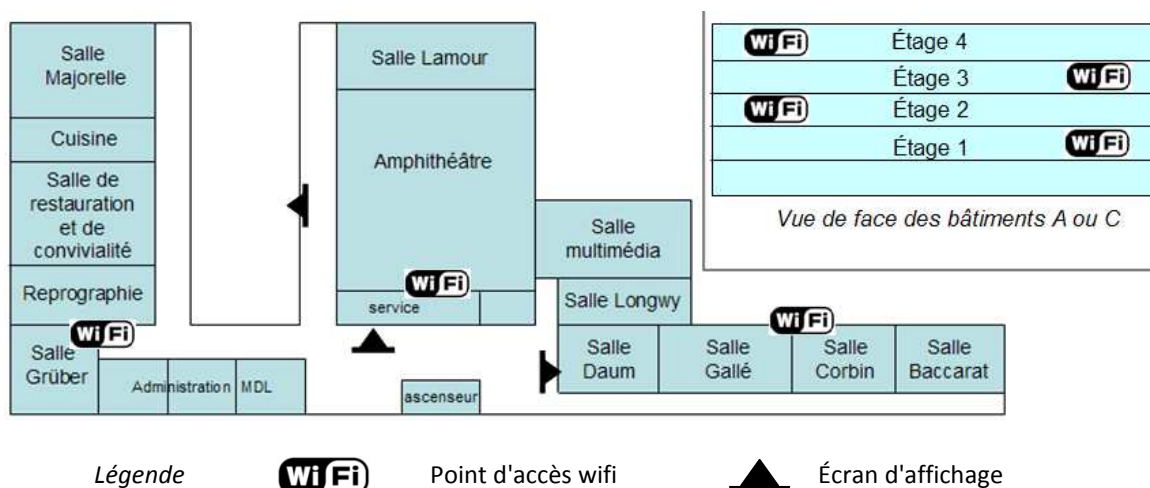 Salle
Majorelle
Cuisine
Salle de
restauration
et de
convivialité
Reprographie
WiFi
Salle
Grüber
Administration
MDL
Salle Lamour
Amphithéâtre
WiFi
service
ascenseur
Salle
multimédia
Salle Longwy
WiFi
Salle
Daum
Salle
Gallé
Salle
Corbin
Salle
Baccarat
WiFi Étage 4
Étage 3 WiFi
WiFi Étage 2
Étage 1 WiFi
Vue de face des bâtiments A ou C
Légende WiFi Point d'accès wifi Écran d'affichage